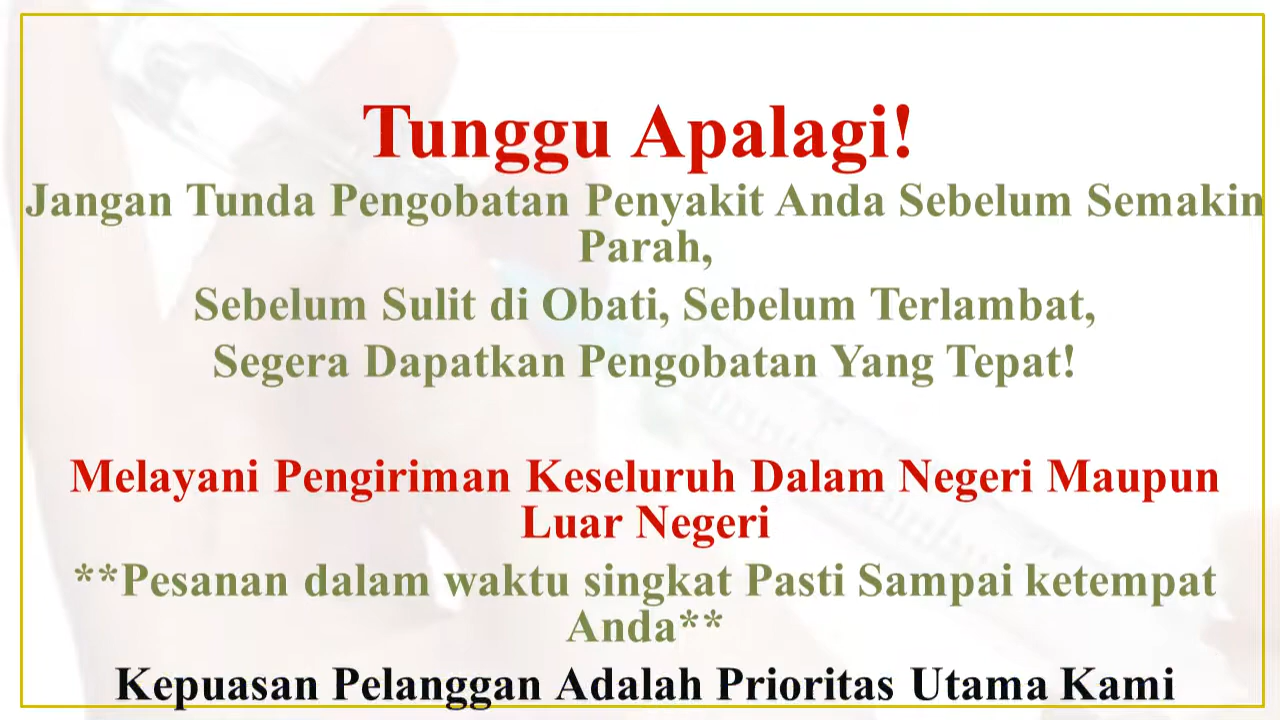 Tunggu Apalagi!
Jangan Tunda Pengobatan Penyakit Anda Sebelum Semakin
Parah,
Sebelum Sulit di Obati, Sebelum Terlambat,
Segera Dapatkan Pengobatan Yang Tepat!
Melayani Pengiriman Keseluruh Dalam Negeri Maupun
Luar Negeri
**Pesanan dalam waktu singkat Pasti Sampai ketempat
Anda**
Kepuasan Pelanggan Adalah Prioritas Utama Kami